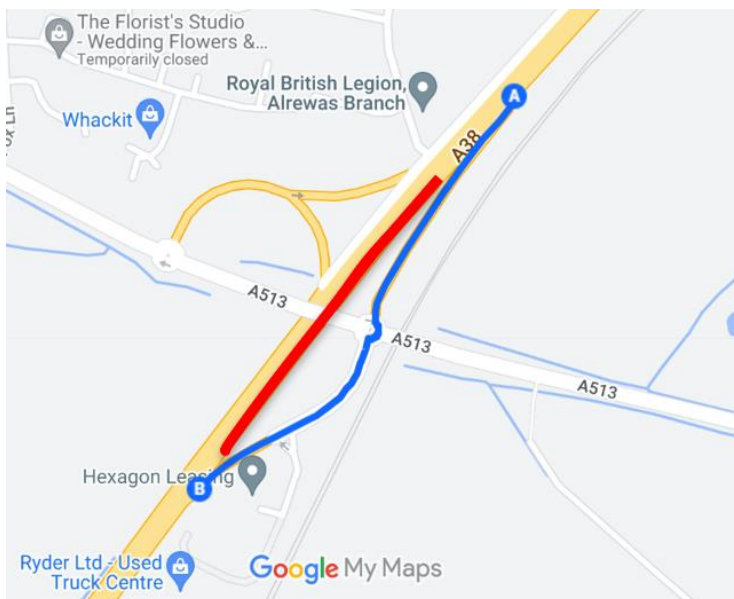 The Florist's Studio
- Wedding Flowers &...
Temporarily closed
Royal British Legion,
Alrewas Branch
A
Whackit
A38
A513
A513
A513
Hexagon Leasing
B
Ryder Ltd - Used
Truck Centre
Google My Maps